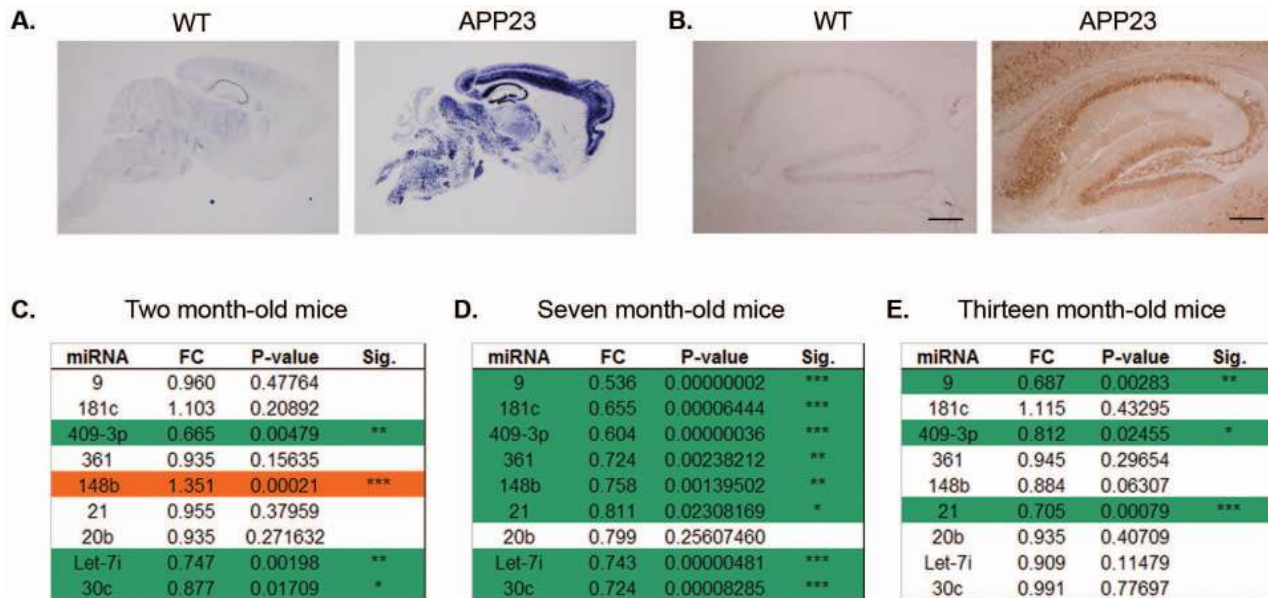 A. WT APP23 B. WT APP23
C. Two month-old mice D. Seven month-old mice E. Thirteen month-old mice
miRNA FC P-value Sig. miRNA FC P-value Sig. miRNA FC P-value Sig.
9 0.960 0.47764 9 0.536 0.00000002 *** 9 0.687 0.00283 **
181c 1.103 0.20892 181c 0.655 0.00006444 *** 181c 1.115 0.43295
409-3p 0.665 0.00479 ** 409-3p 0.604 0.00000036 *** 409-3p 0.812 0.02455 *
361 0.935 0.15635 361 0.724 0.00238212 ** 361 0.945 0.29654
148b 1.351 0.00021 *** 148b 0.758 0.00139502 ** 148b 0.884 0.06307
21 0.955 0.37959 21 0.811 0.02308169 * 21 0.705 0.00079 ***
20b 0.935 0.271632 20b 0.799 0.25607460 20b 0.935 0.40709
Let-7i 0.747 0.00198 ** Let-7i 0.743 0.00000481 *** Let-7i 0.909 0.11479
30c 0.877 0.01709 * 30c 0.724 0.00008285 *** 30c 0.991 0.77697